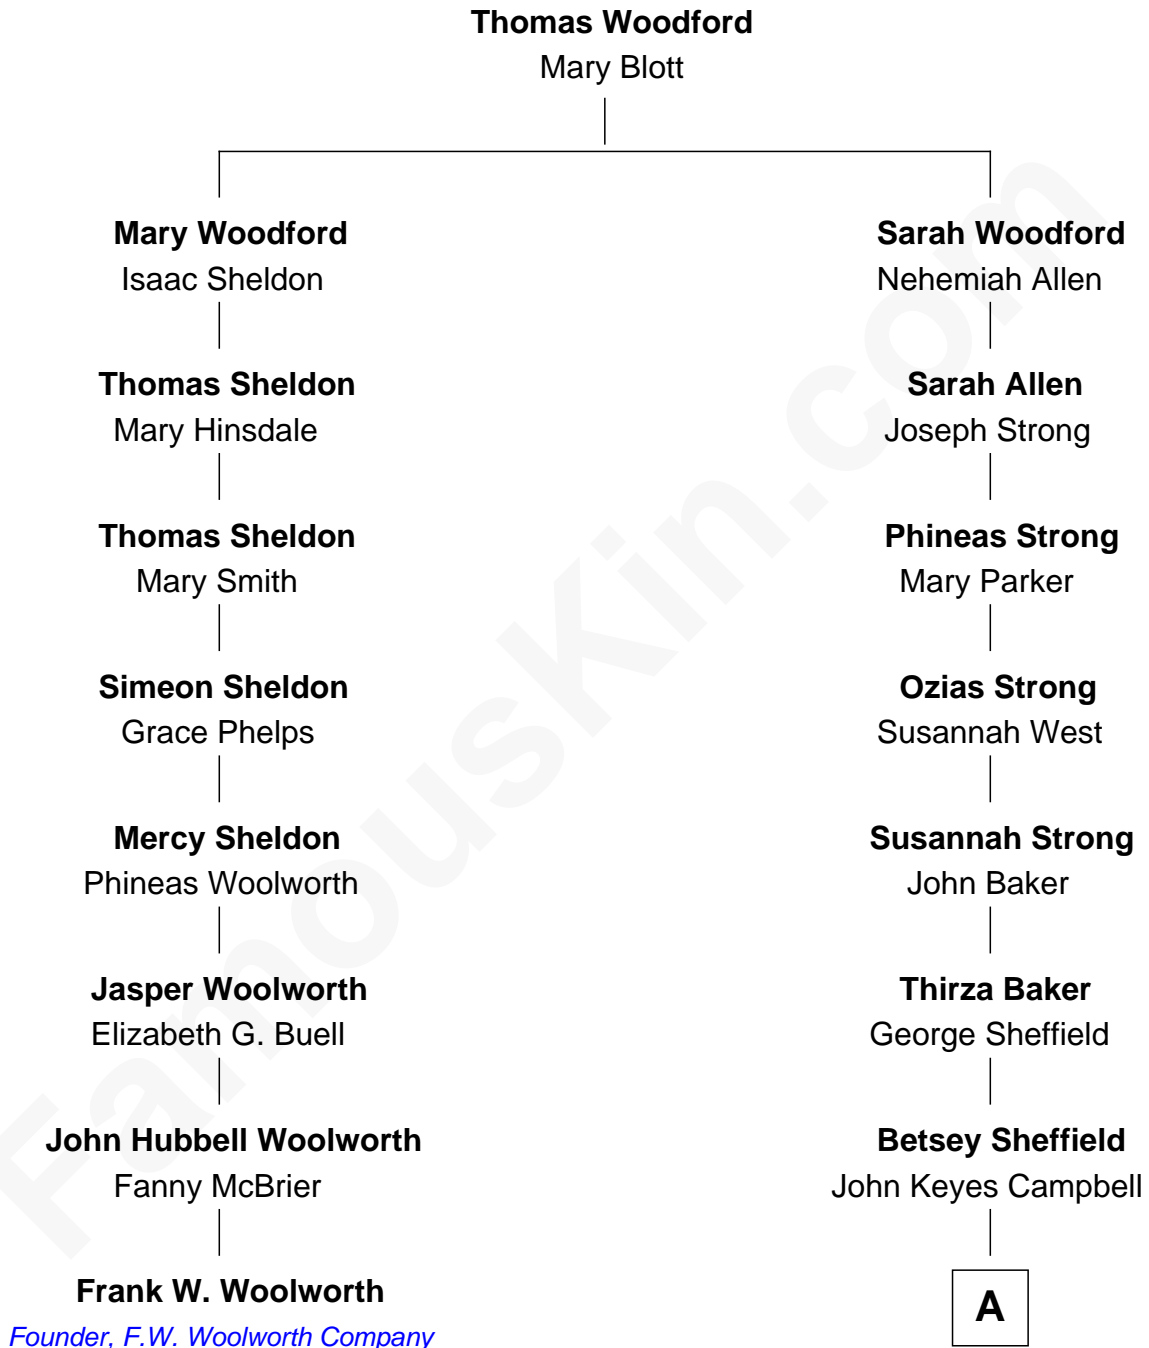 Thomas Woodford
Mary Blott
Mary Woodford
Isaac Sheldon
Sarah Woodford
Nehemiah Allen
Thomas Sheldon
Mary Hinsdale
Sarah Allen
Joseph Strong
Thomas Sheldon
Mary Smith
Phineas Strong
Mary Parker
Simeon Sheldon
Grace Phelps
Ozias Strong
Susannah West
Mercy Sheldon
Phineas Woolworth
Susannah Strong
John Baker
Jasper Woolworth
Elizabeth G. Buell
Thirza Baker
George Sheffield
John Hubbell Woolworth
Fanny McBrier
Betsey Sheffield
John Keyes Campbell
Frank W. Woolworth
Founder, F.W. Woolworth Company
A
FamousKin.com